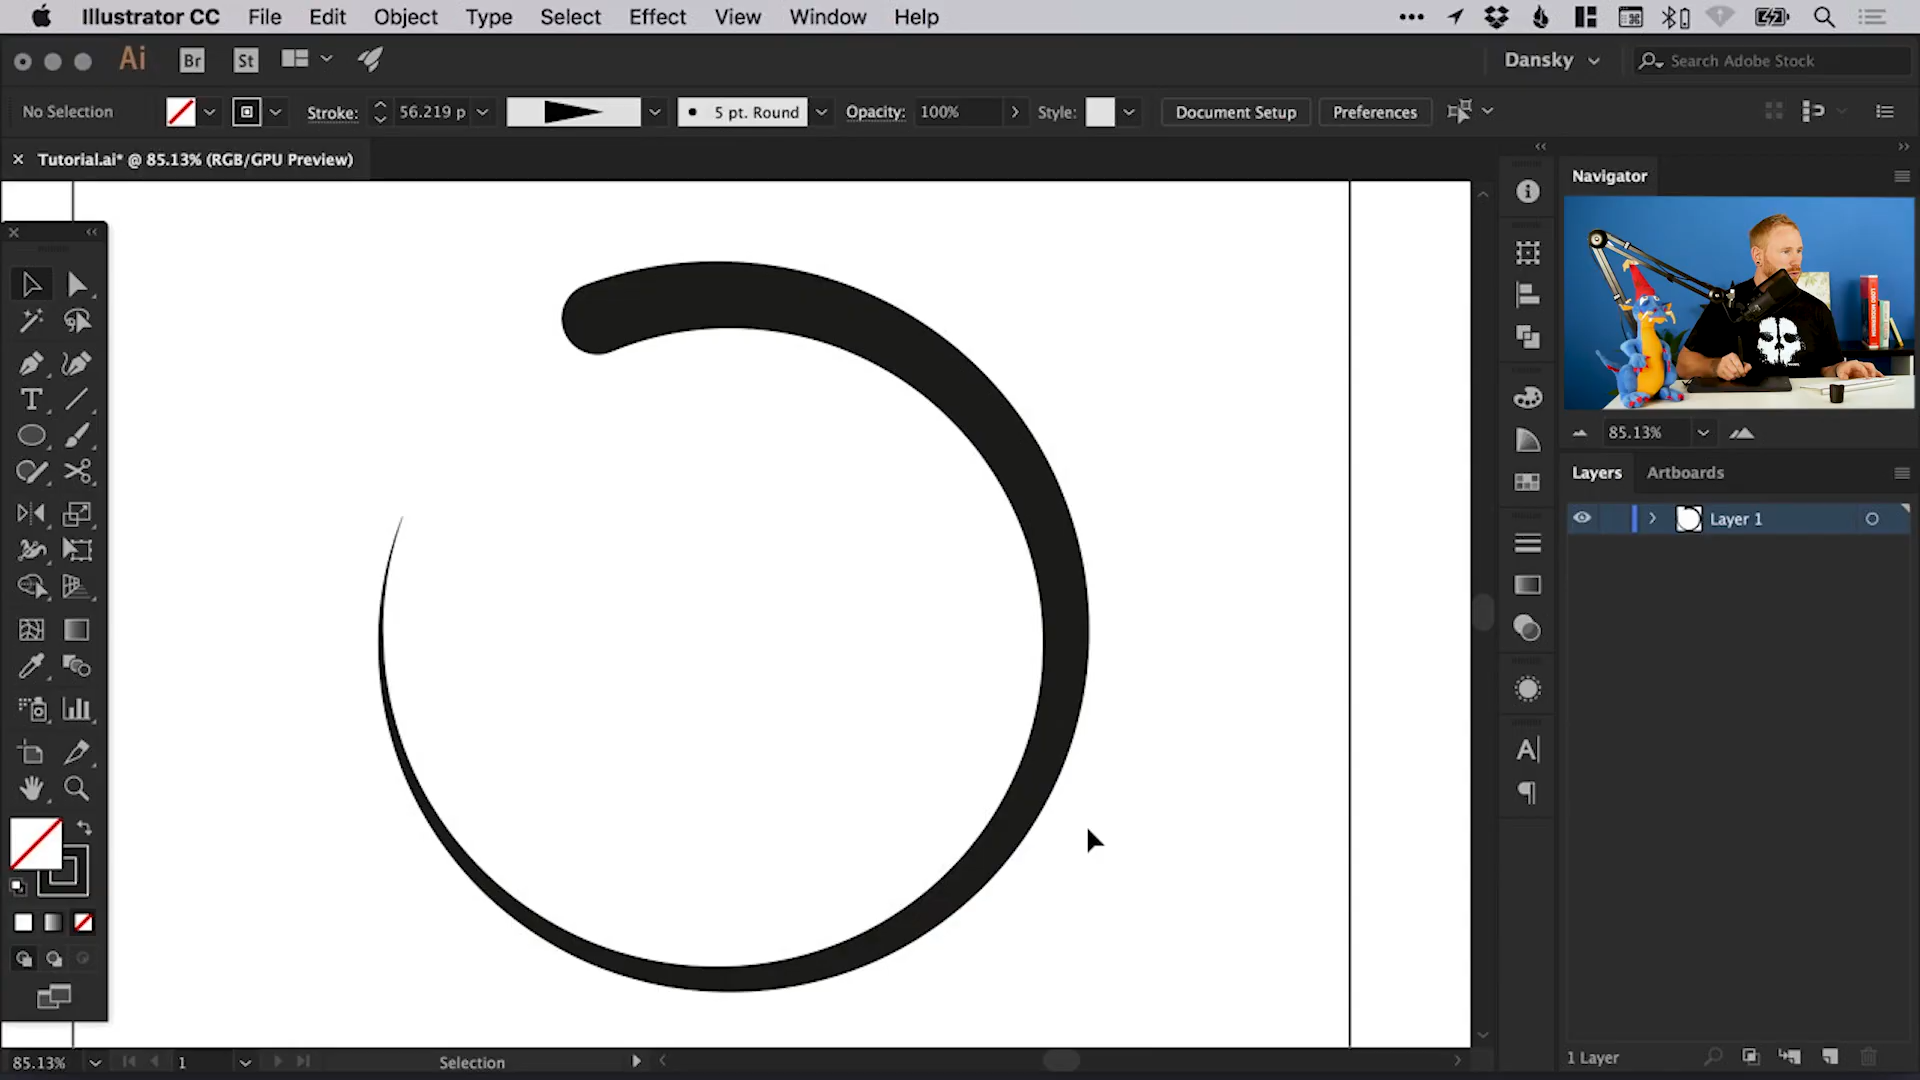 Illustrator CC File Edit Object Type Select Effect View Window Help
Ai Br St Dansky Search Adobe Stock
No Selection Stroke: 56.219 p 5 pt. Round Opacity: 100% Style: Document Setup Preferences
Tutorial.ai* @ 85.13% (RGB/GPU Preview)
Navigator
85.13%
Layers Artboards
Layer 1
85.13% 1 Selection
1 Layer